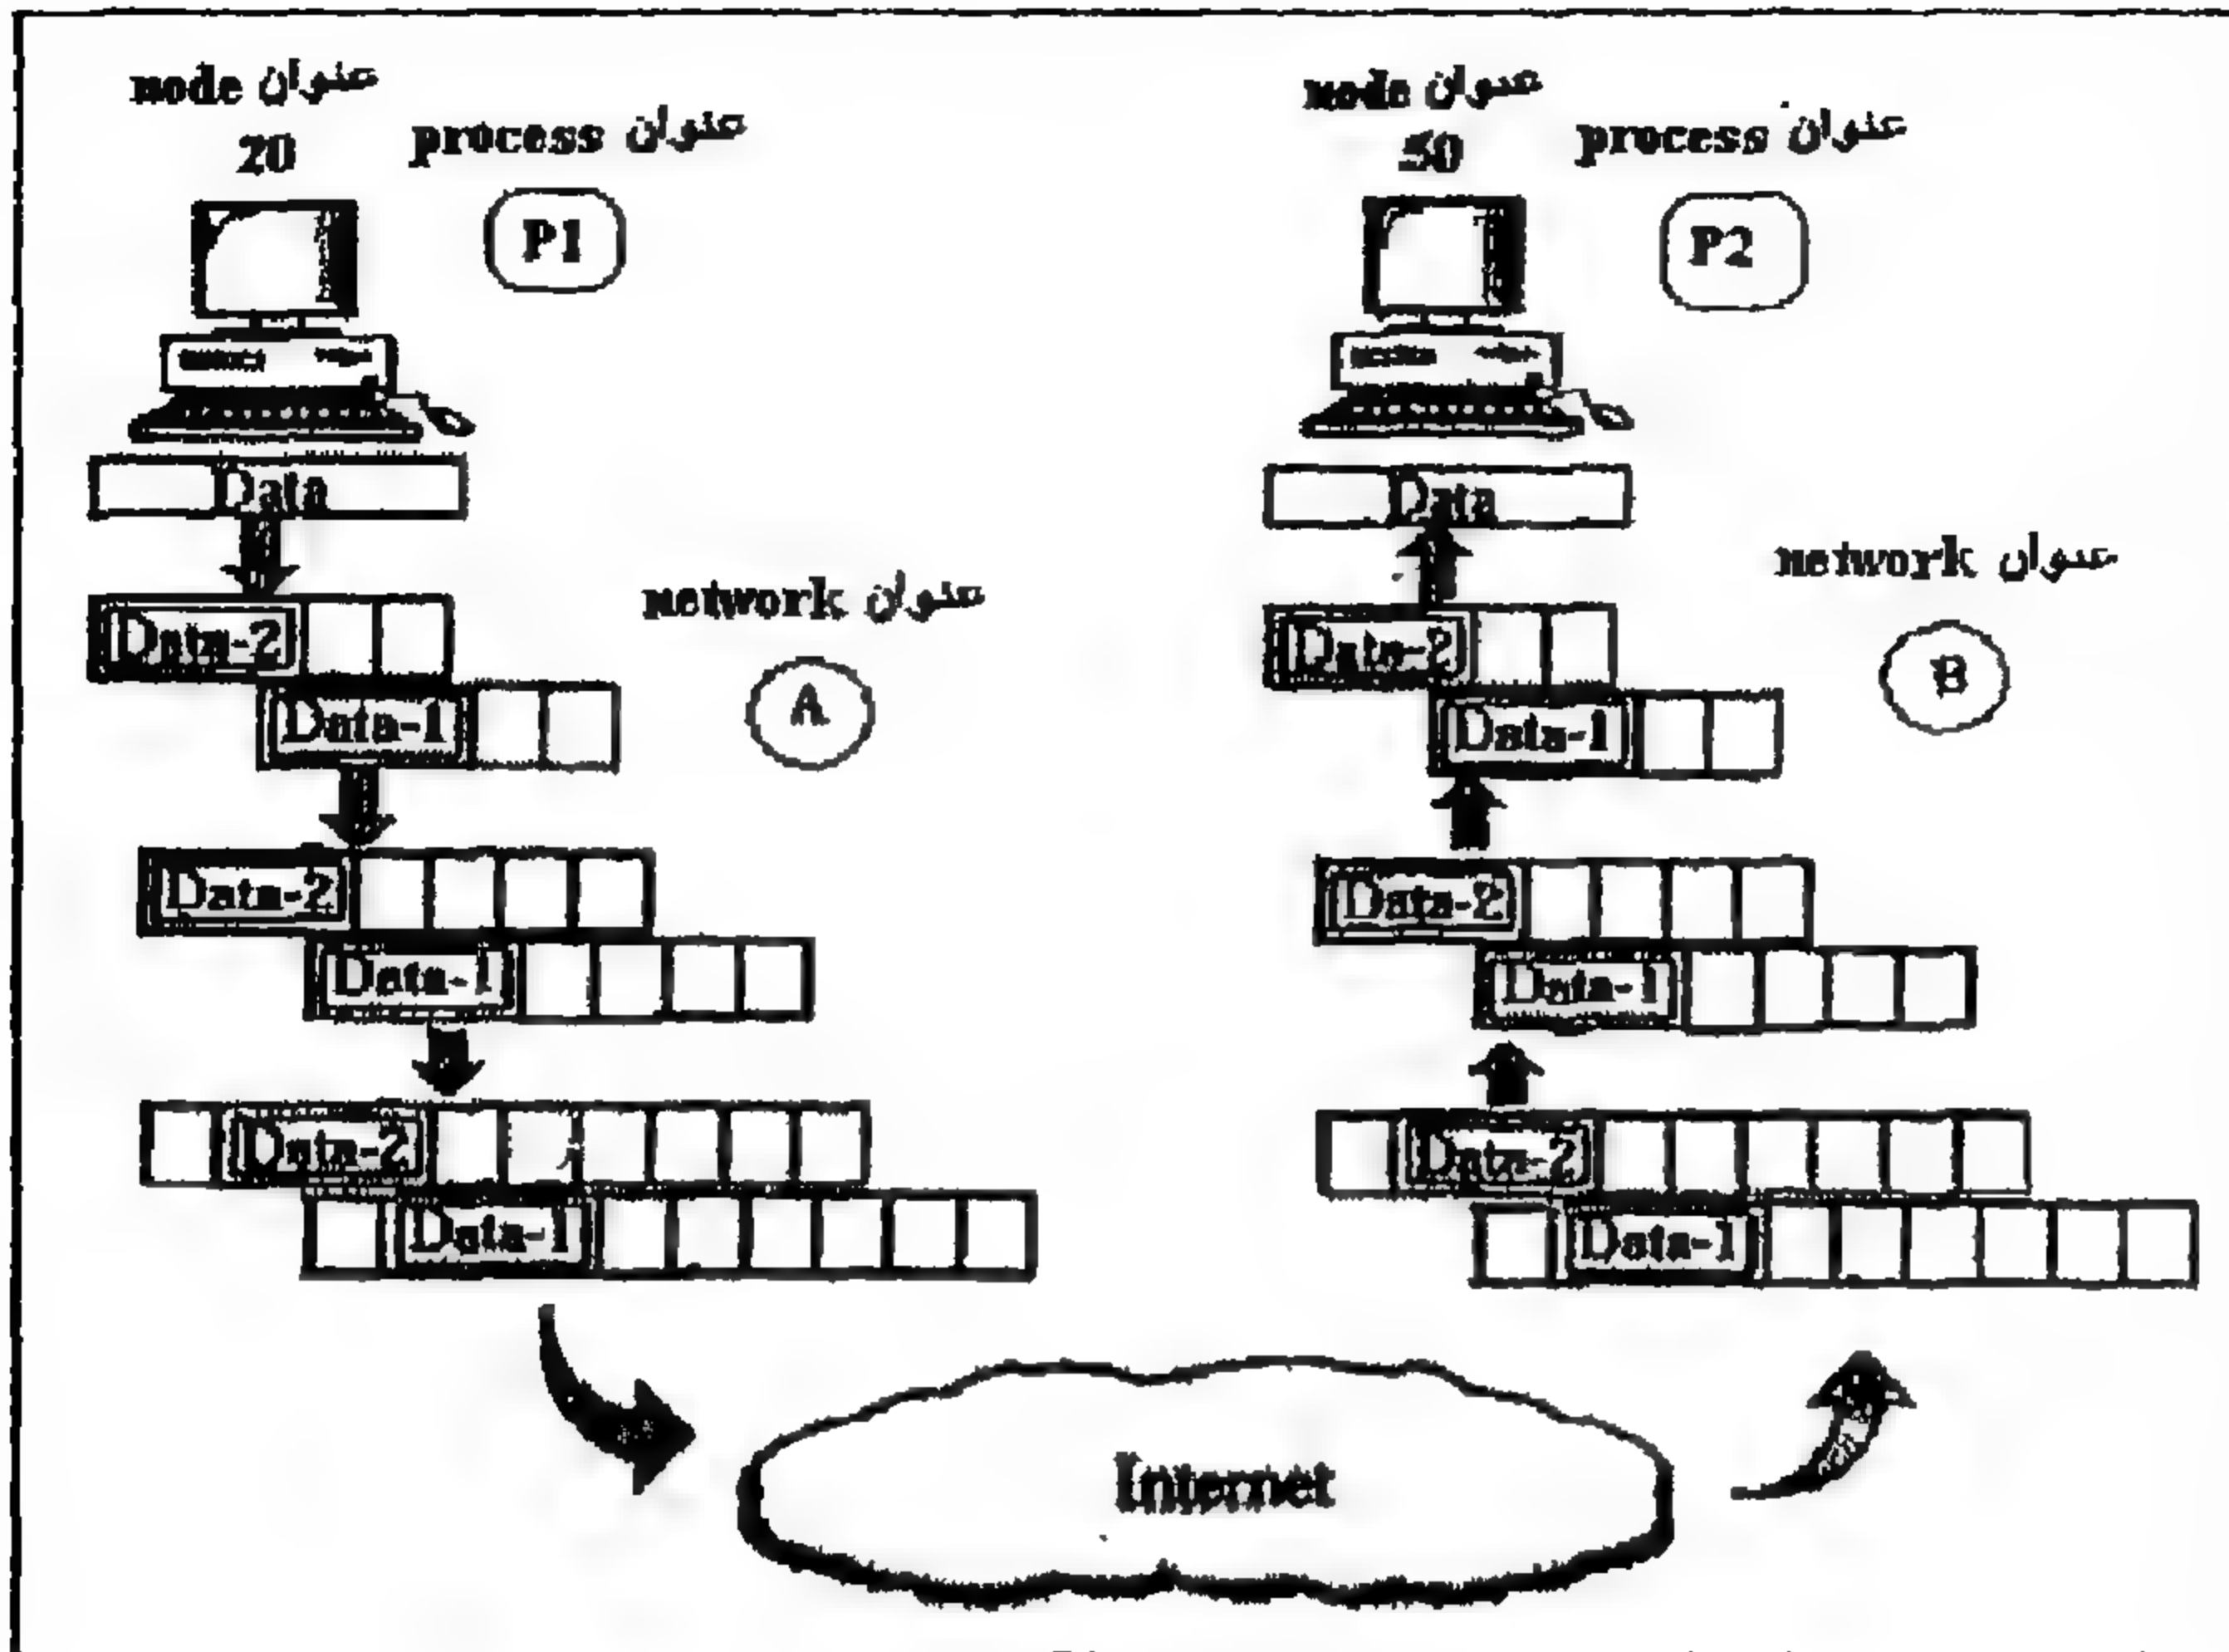 عنوان node
20
عنوان process
P1
Data
Data-2
Data-1
عنوان network
A
Data-2
Data-1
Data-2
Data-1
عنوان node
50
عنوان process
P2
Data
Data-2
Data-1
عنوان network
B
Data-2
Data-1
Data-2
Data-1
Internet